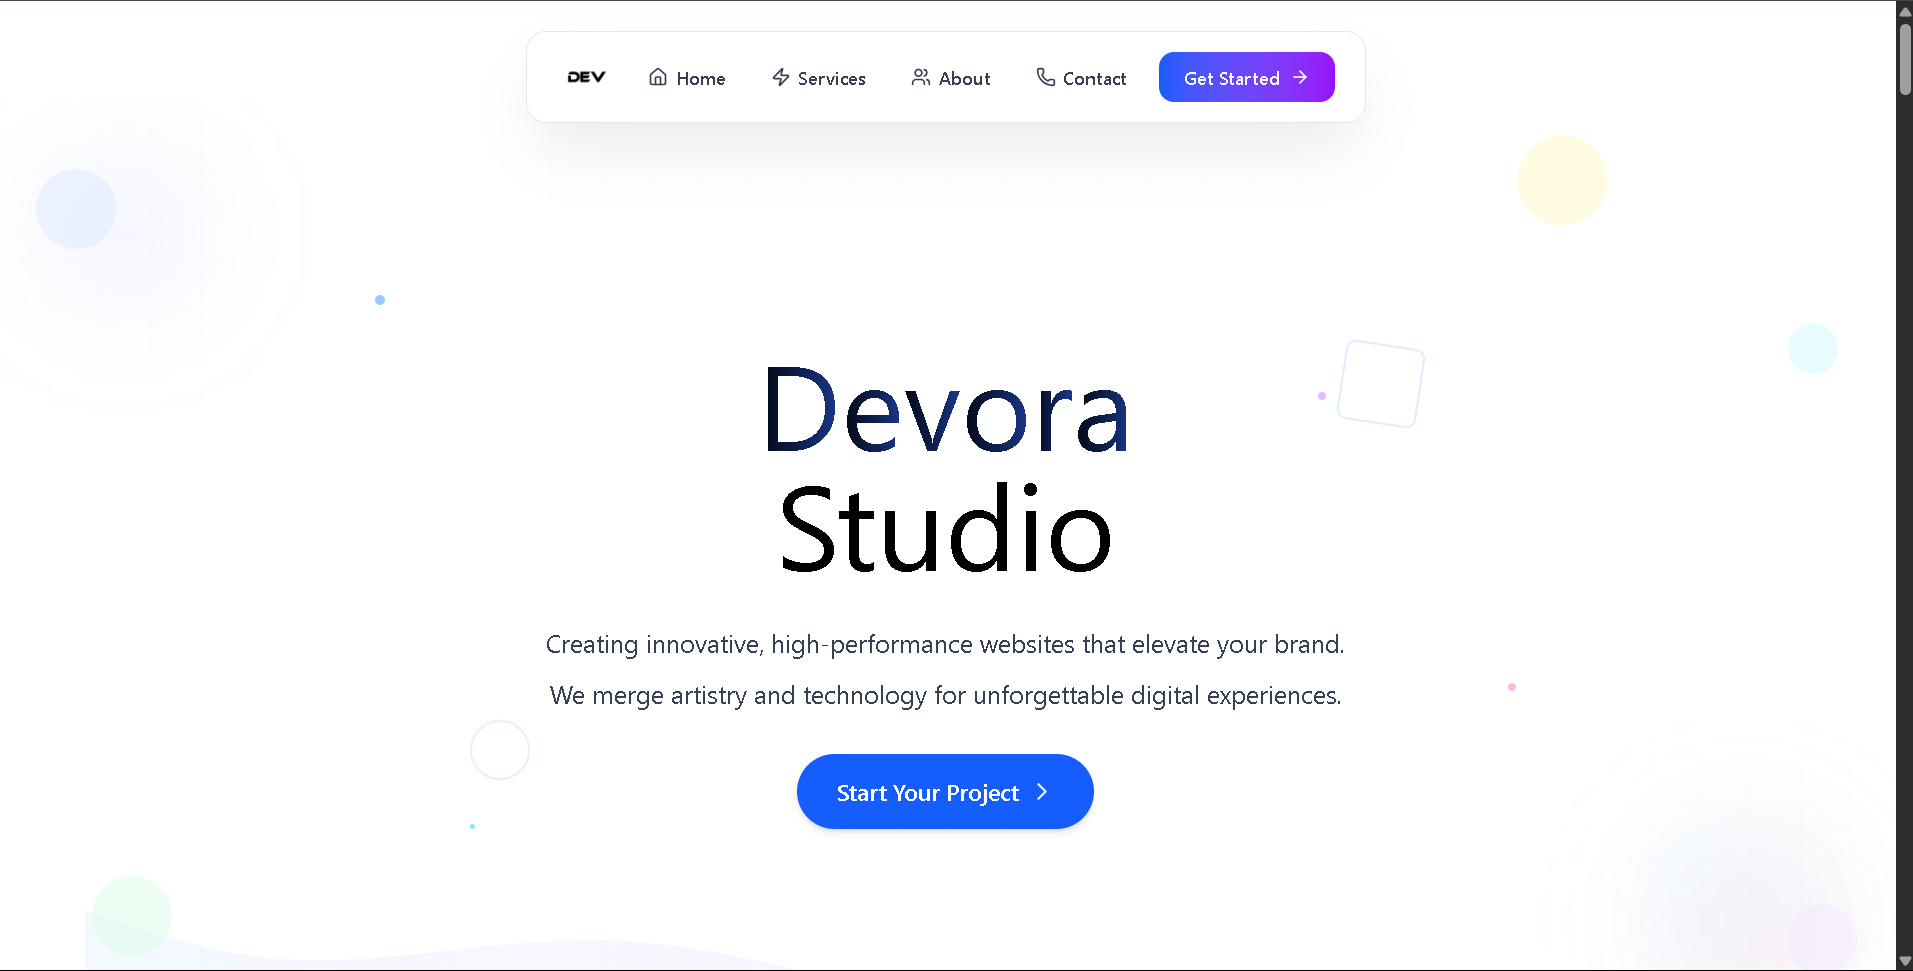 DEV
Home
Services
About
Contact
Get Started
Devora
Studio
Creating innovative, high-performance websites that elevate your brand.
We merge artistry and technology for unforgettable digital experiences.
Start Your Project